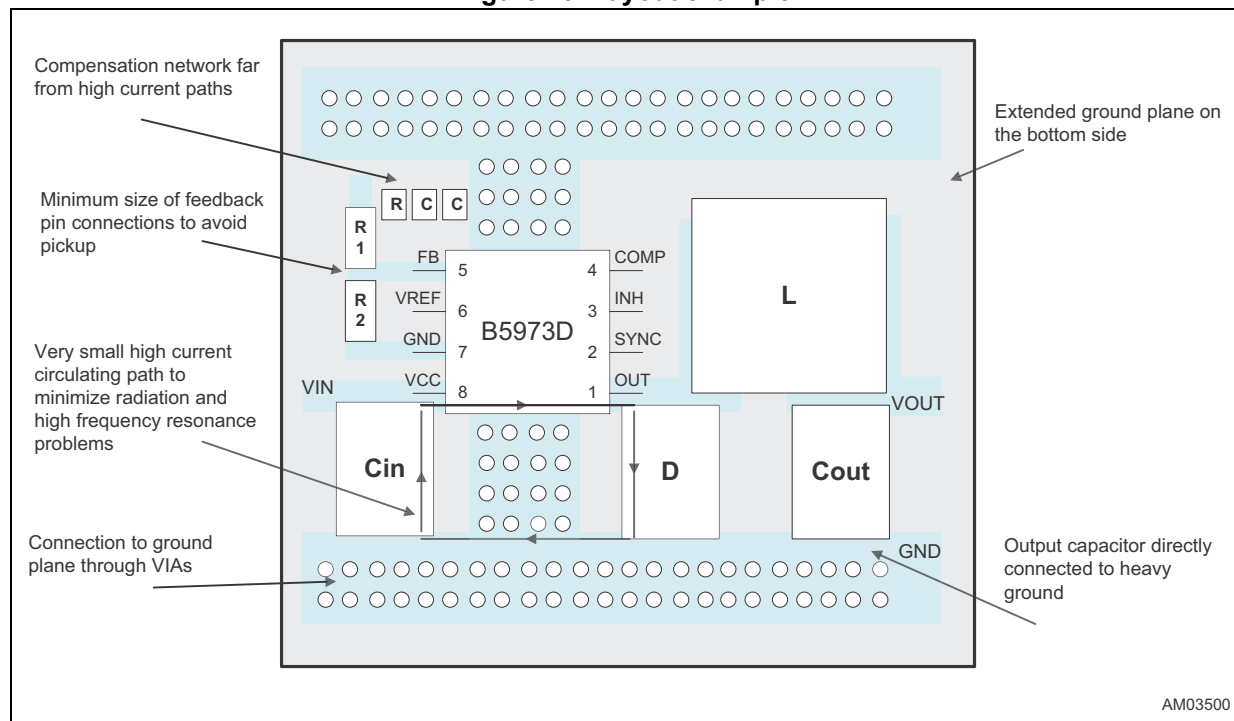 Compensation network far
from high current paths
Extended ground plane on
the bottom side
Minimum size of feedback
pin connections to avoid
pickup
R C C
R
1
R
2
FB 5 4 COMP
VREF 6 3 INH
B5973D
GND 7 2 SYNC
VCC 8 1 OUT
L
Very small high current
circulating path to
minimize radiation and
high frequency resonance
problems
VIN
VOUT
Cin
D
Cout
Connection to ground
plane through VIAs
GND
Output capacitor directly
connected to heavy
ground
AM03500